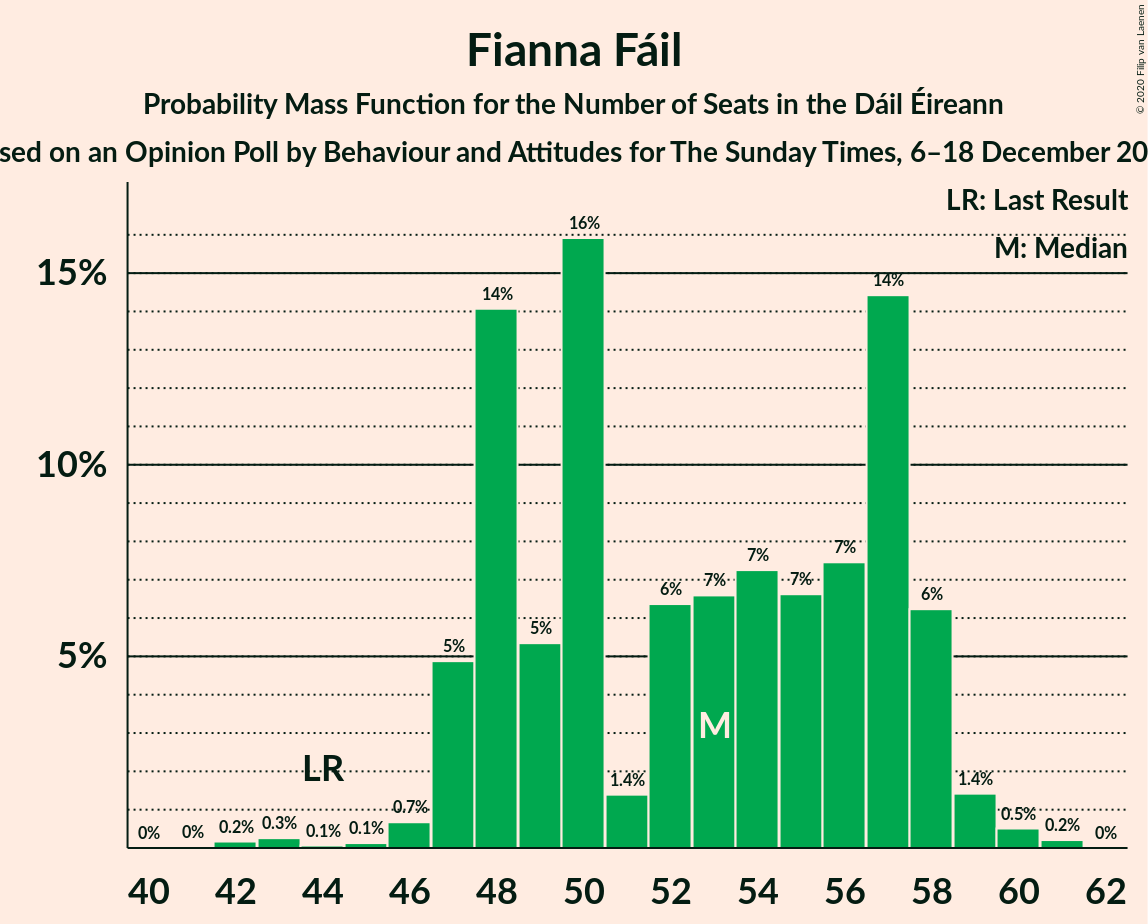 Fianna Fáil
Probability Mass Function for the Number of Seats in the Dáil Éireann
sed on an Opinion Poll by Behaviour and Attitudes for The Sunday Times, 6–18 December 20
© 2020 Filip van Laenen
LR: Last Result
M: Median
15%
10%
5%
0%
0%
0.2%
0.3%
0.1%
0.1%
0.7%
5%
14%
5%
16%
1.4%
6%
7%
7%
7%
7%
14%
6%
1.4%
0.5%
0.2%
0%
LR
M
40 42 44 46 48 50 52 54 56 58 60 62